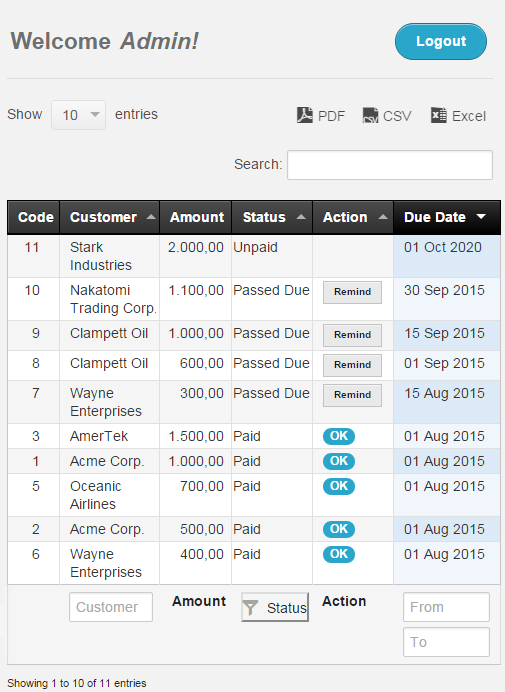 Welcome Admin!
Logout
Show 10 entries
PDF CSV Excel
Search:
Code Customer Amount Status Action Due Date
11 Stark Industries 2.000,00 Unpaid 01 Oct 2020
10 Nakatomi Trading Corp. 1.100,00 Passed Due Remind 30 Sep 2015
9 Clampett Oil 1.000,00 Passed Due Remind 15 Sep 2015
8 Clampett Oil 600,00 Passed Due Remind 01 Sep 2015
7 Wayne Enterprises 300,00 Passed Due Remind 15 Aug 2015
3 AmerTek 1.500,00 Paid OK 01 Aug 2015
1 Acme Corp. 1.000,00 Paid OK 01 Aug 2015
5 Oceanic Airlines 700,00 Paid OK 01 Aug 2015
2 Acme Corp. 500,00 Paid OK 01 Aug 2015
6 Wayne Enterprises 400,00 Paid OK 01 Aug 2015
Customer Amount Status Action From
To
Showing 1 to 10 of 11 entries